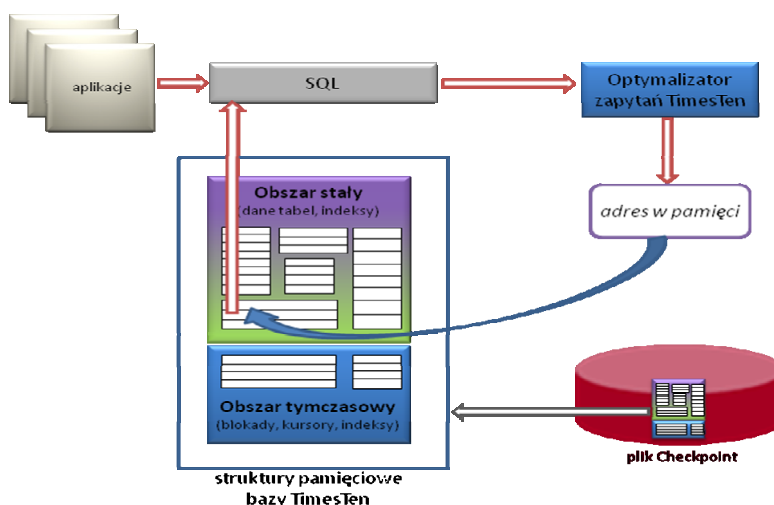 aplikacje
SQL
Optymalizator
zapytań TimesTen
adres w pamięci
Obszar stały
(dane tabel, indeksy)
Obszar tymczasowy
(blokady, kursory, indeksy)
struktury pamięciowe
bazy TimesTen
plik Checkpoint